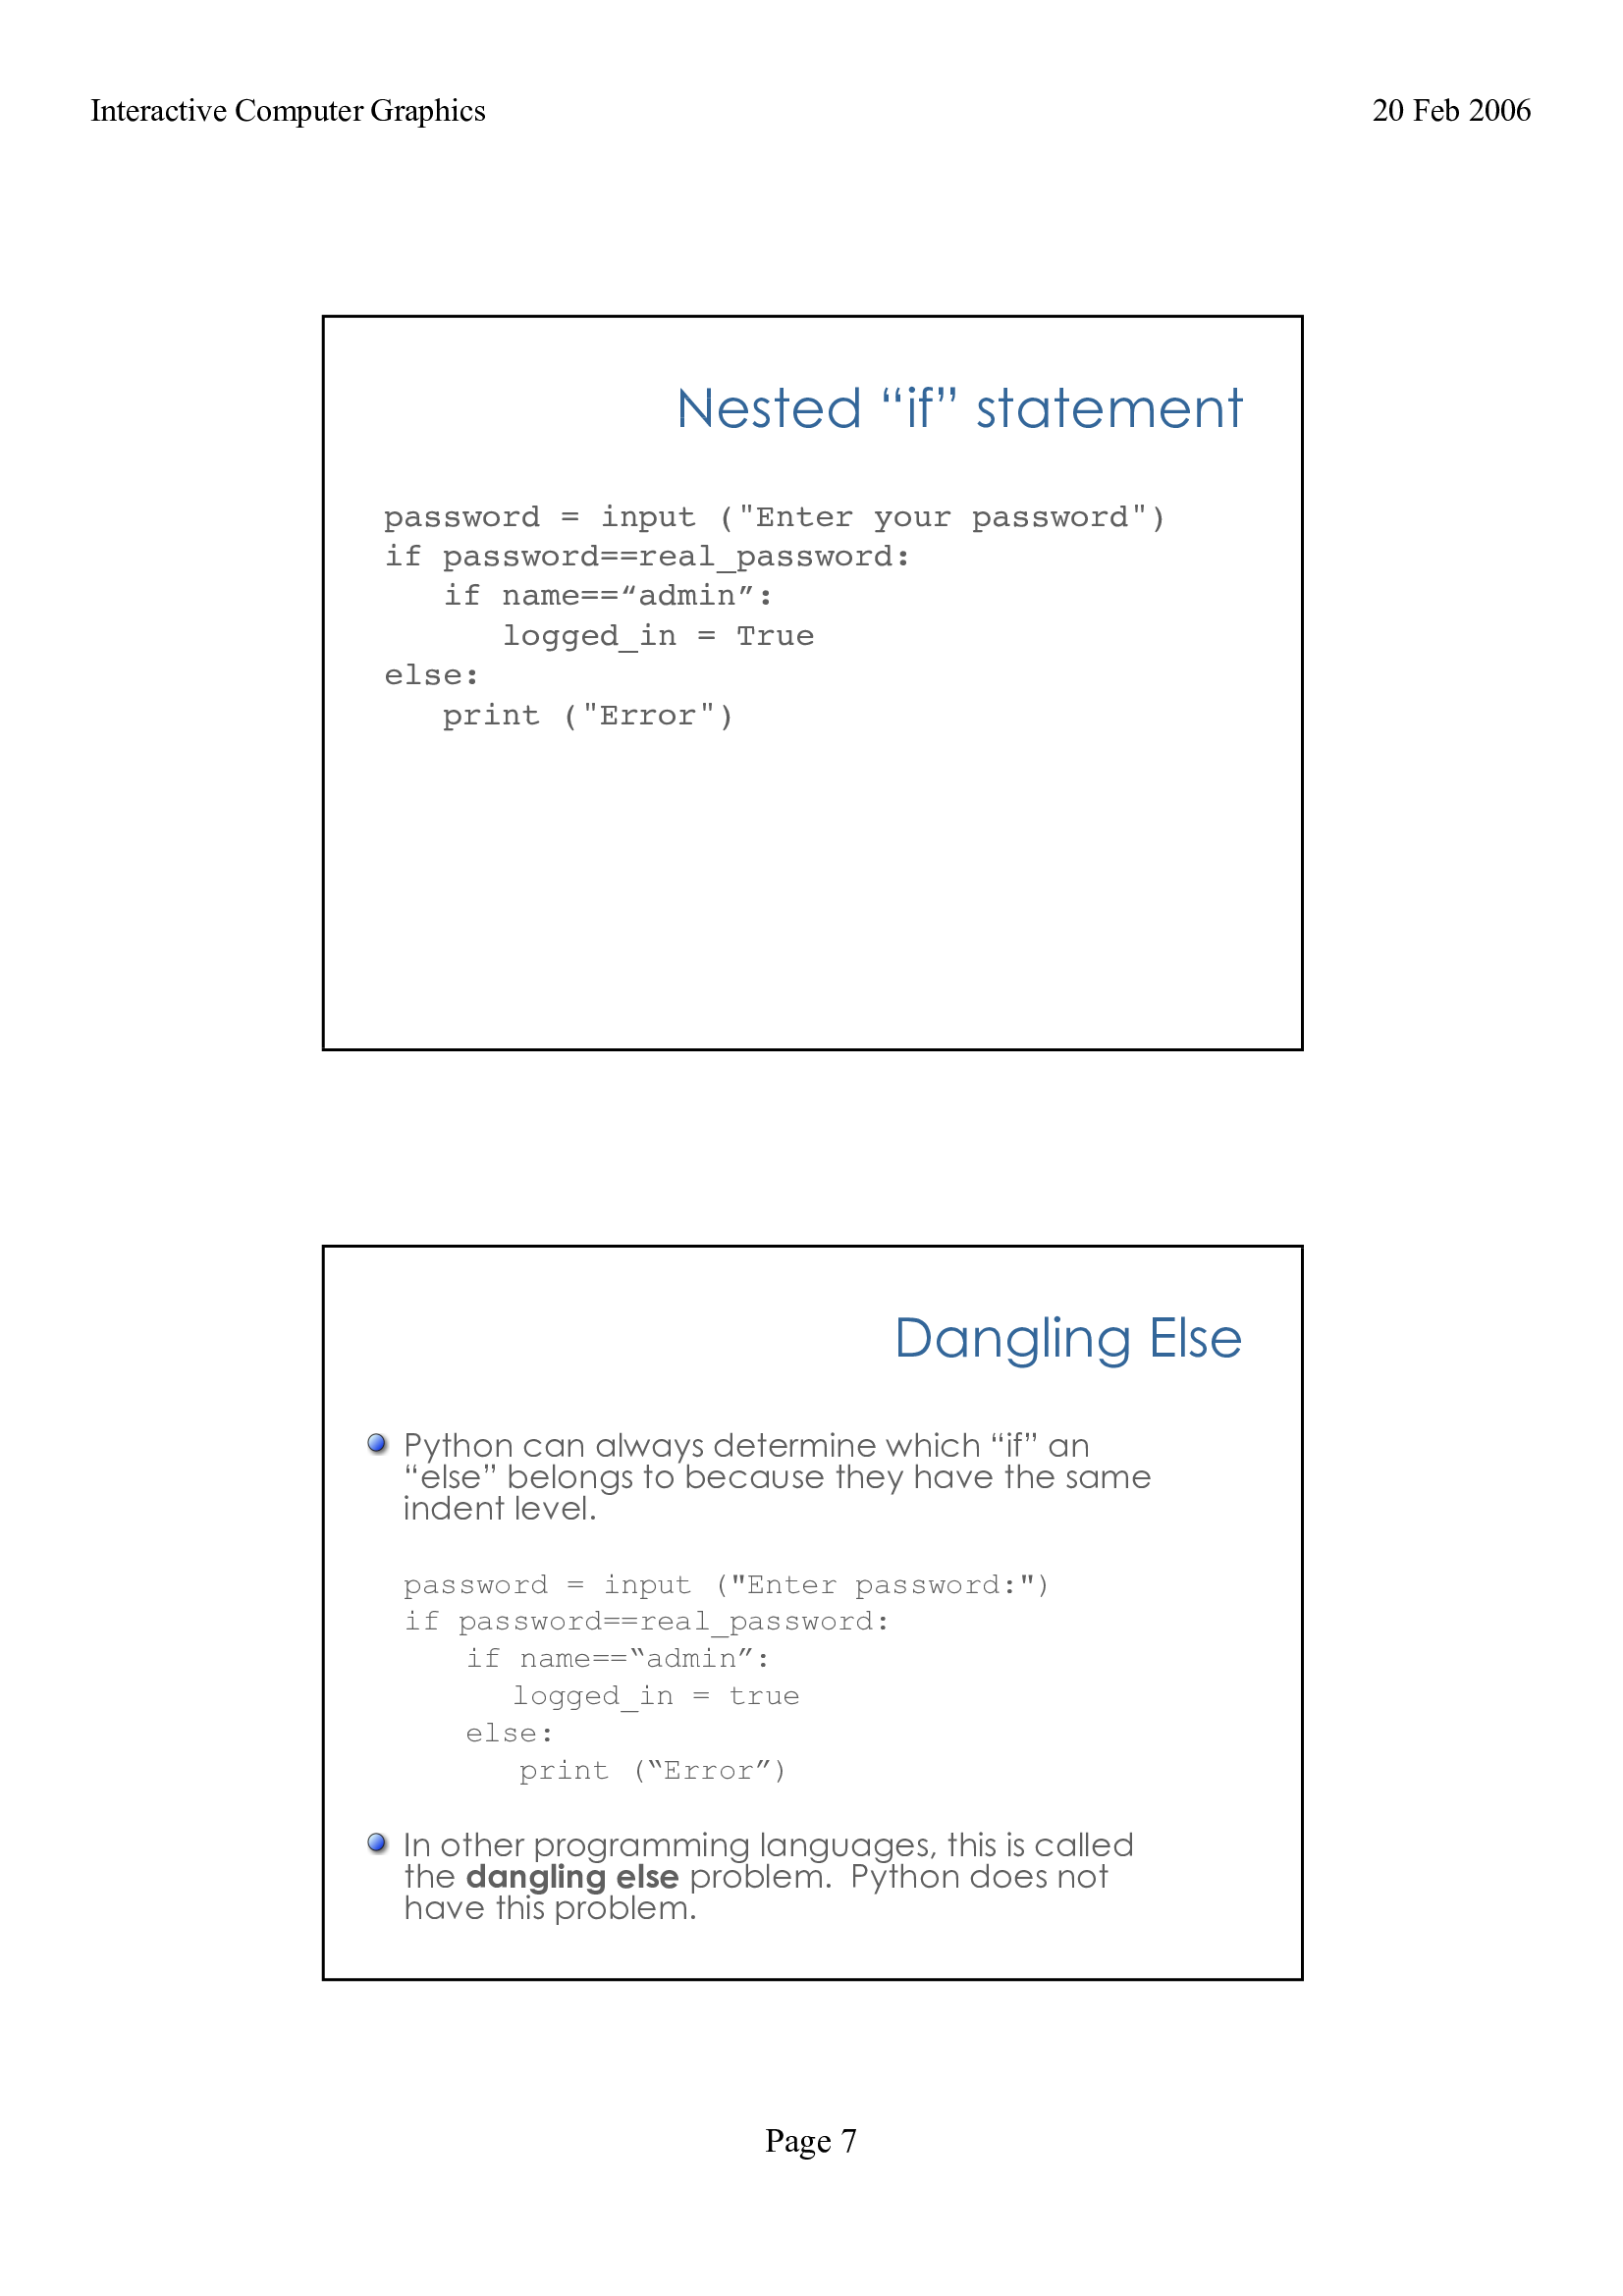 Interactive Computer Graphics 20 Feb 2006
Nested “if” statement
password = input ("Enter your password")
if password==real_password:
   if name==“admin”:
      logged_in = True
else:
   print ("Error")
Dangling Else
Python can always determine which “if” an
“else” belongs to because they have the same
indent level.
password = input ("Enter password:")
if password==real_password:
   if name==“admin”:
      logged_in = true
   else:
      print (“Error”)
In other programming languages, this is called
the dangling else problem.  Python does not
have this problem.
Page 7